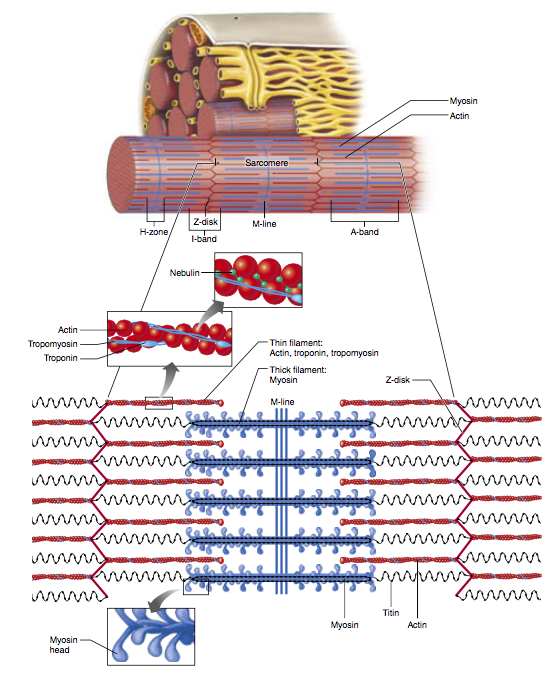 Myosin
Actin
Sarcomere
Z-disk
M-line
H-zone
I-band
A-band
Nebulin
Actin
Tropomyosin
Troponin
Thin filament:
Actin, troponin, tropomyosin
Thick filament:
Myosin
Z-disk
M-line
Titin
Myosin
Actin
Myosin
head